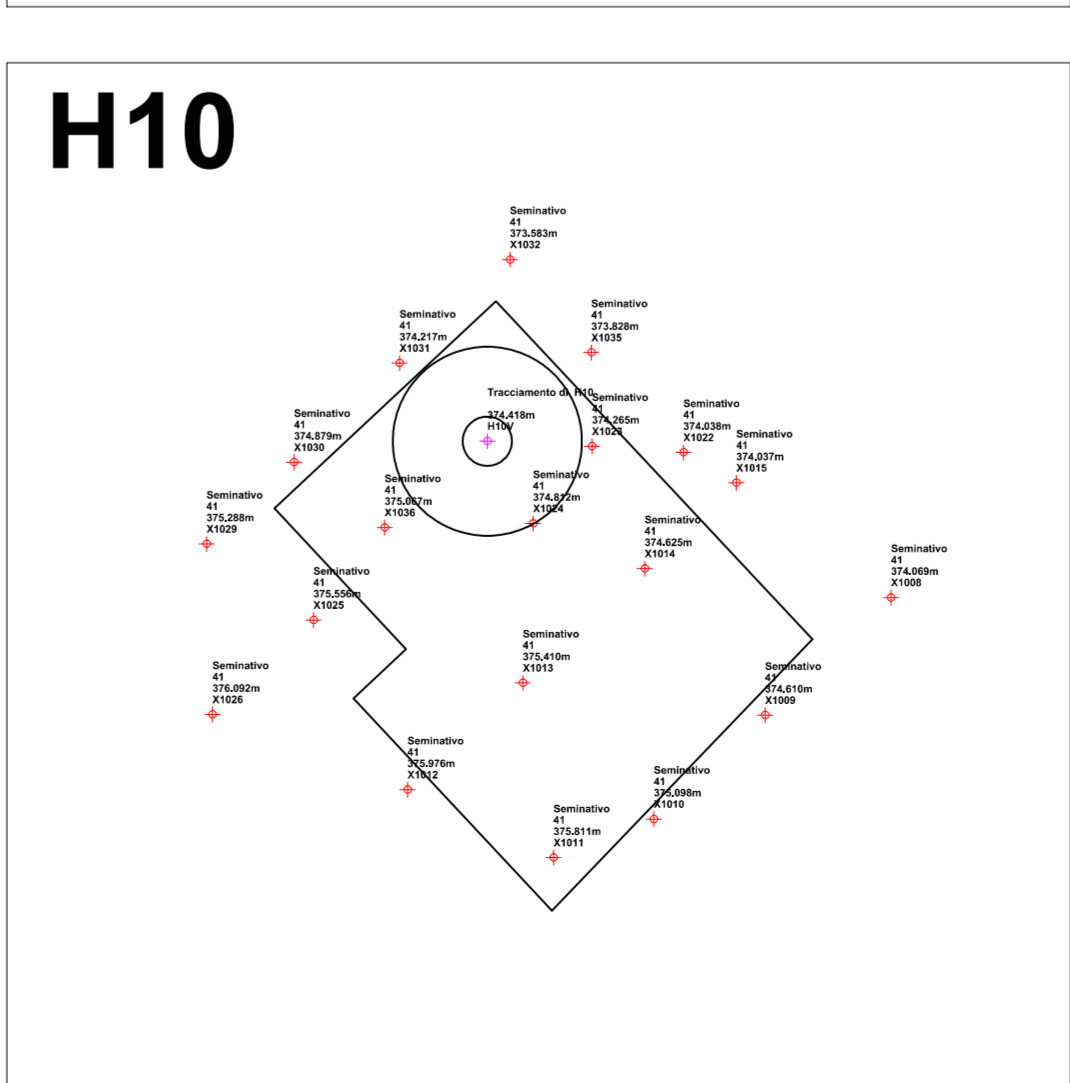 H10
Seminativo
41
373.583m
X1032
Seminativo
41
373.828m
X1035
Seminativo
41
374.217m
X1031
Tracciamento di H10
374.418m
H10V
Seminativo
41
374.265m
X1023
Seminativo
41
374.038m
X1022
Seminativo
41
374.879m
X1030
Seminativo
41
374.037m
X1015
Seminativo
41
375.067m
X1036
Seminativo
41
374.812m
X1024
Seminativo
41
375.288m
X1029
Seminativo
41
374.625m
X1014
Seminativo
41
374.069m
X1008
Seminativo
41
375.556m
X1025
Seminativo
41
375.410m
X1013
Seminativo
41
376.092m
X1026
Seminativo
41
374.610m
X1009
Seminativo
41
375.976m
X1012
Seminativo
41
375.098m
X1010
Seminativo
41
375.811m
X1011